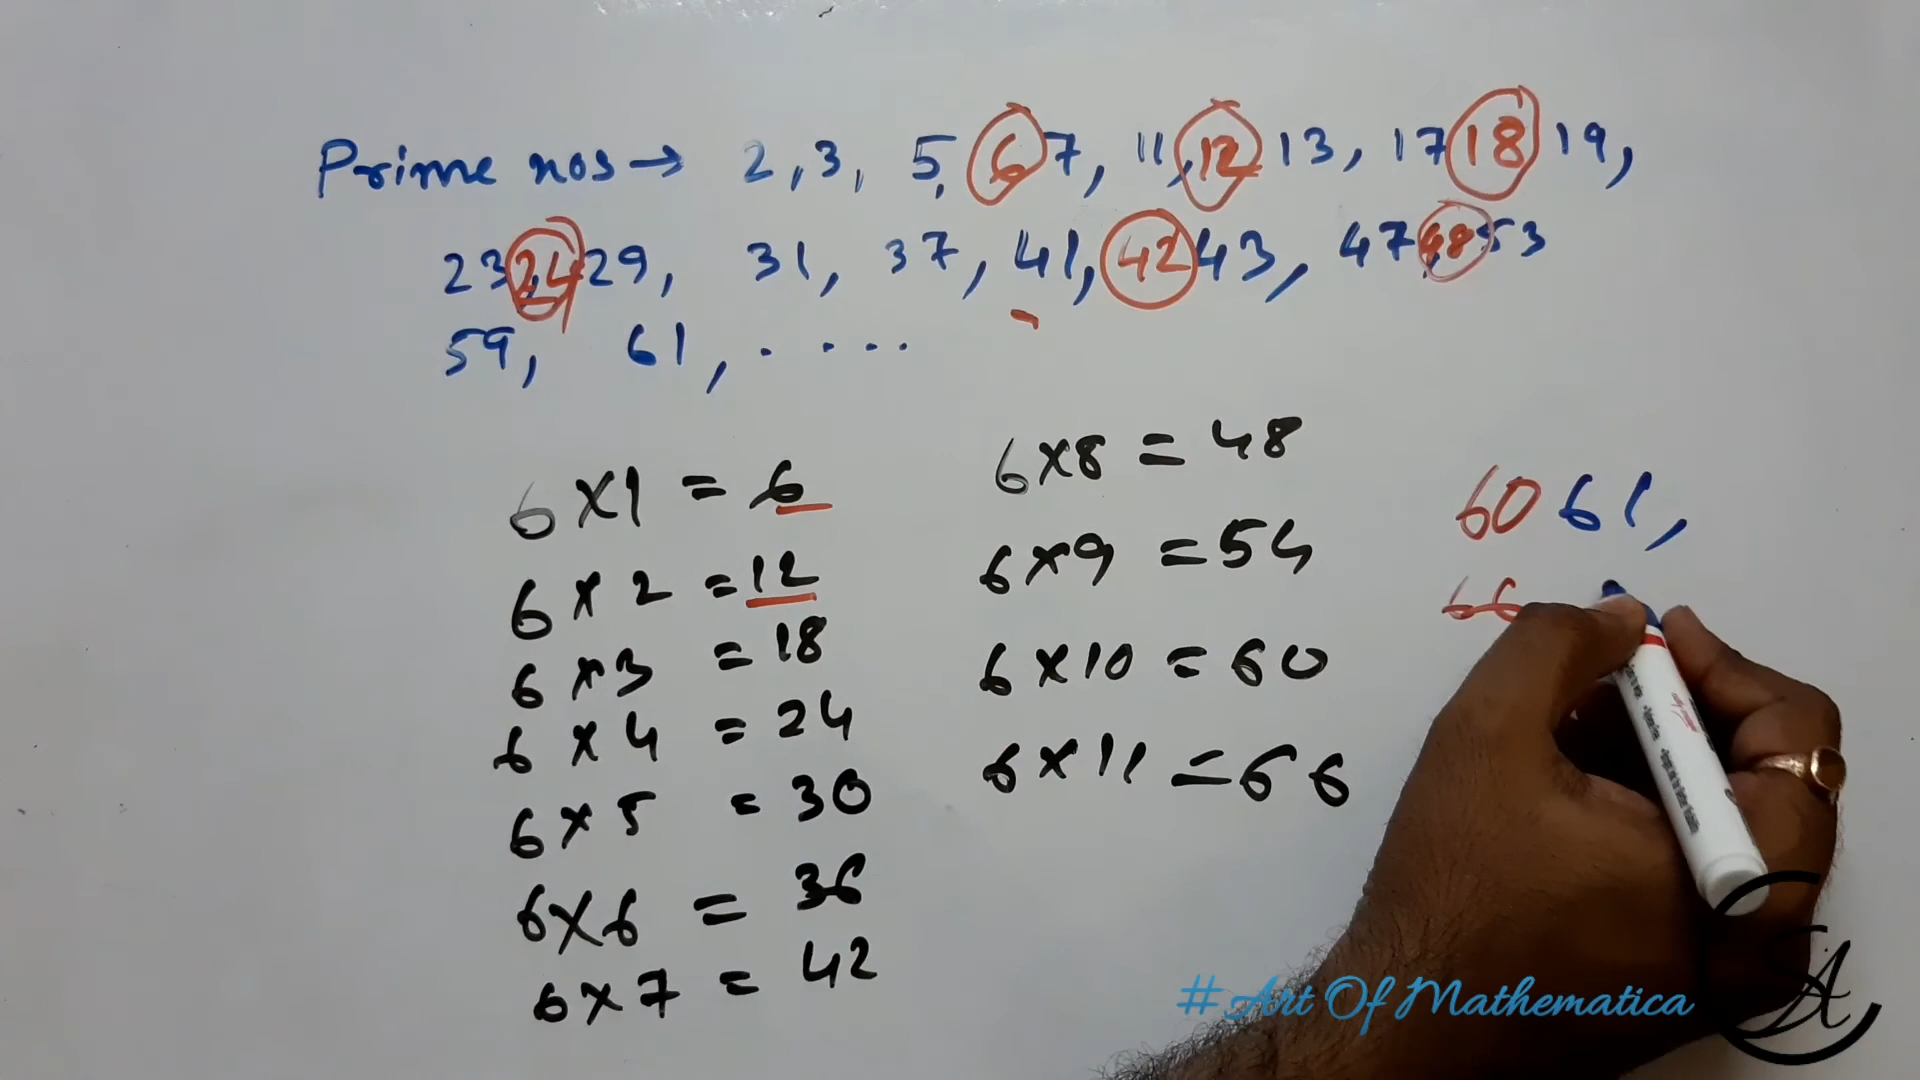 Prime nos → 2, 3, 5, 6 7, 11, 12 13, 17 18 19,
23, 24 29, 31, 37, 41, 42 43, 47, 48 53
59, 61, . . . .
6 × 1 = 6
6 × 2 = 12
6 × 3 = 18
6 × 4 = 24
6 × 5 = 30
6 × 6 = 36
6 × 7 = 42
6 × 8 = 48
6 × 9 = 54
6 × 10 = 60
6 × 11 = 66
60 61,
66
#Art Of Mathematica